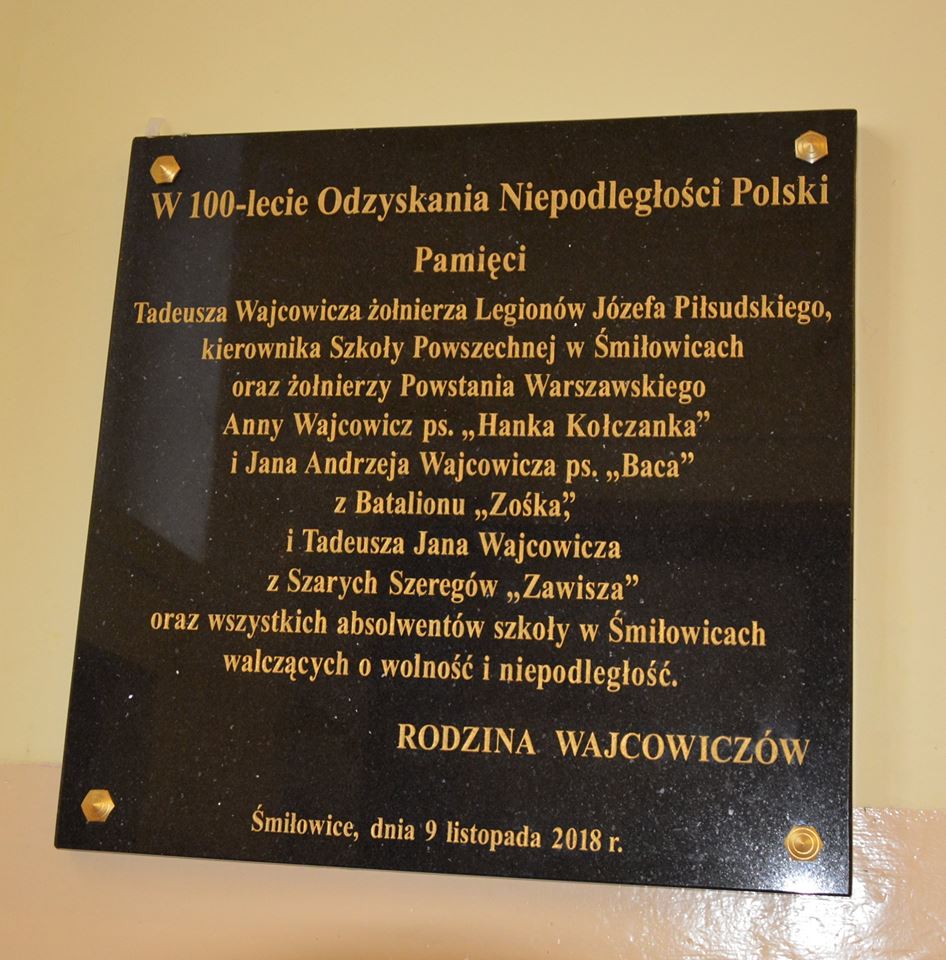 W 100-lecie Odzyskania Niepodległości Polski
Pamięci
Tadeusza Wajcowicza żołnierza Legionów Józefa Piłsudskiego,
kierownika Szkoły Powszechnej w Śmiłowicach
oraz żołnierzy Powstania Warszawskiego
Anny Wajcowicz ps. „Hanka Kołczanka”
i Jana Andrzeja Wajcowicza ps. „Baca”
z Batalionu „Zośka”,
i Tadeusza Jana Wajcowicza
z Szarych Szeregów „Zawisza”
oraz wszystkich absolwentów szkoły w Śmiłowicach
walczących o wolność i niepodległość.
RODZINA WAJCOWICZÓW
Śmiłowice, dnia 9 listopada 2018 r.